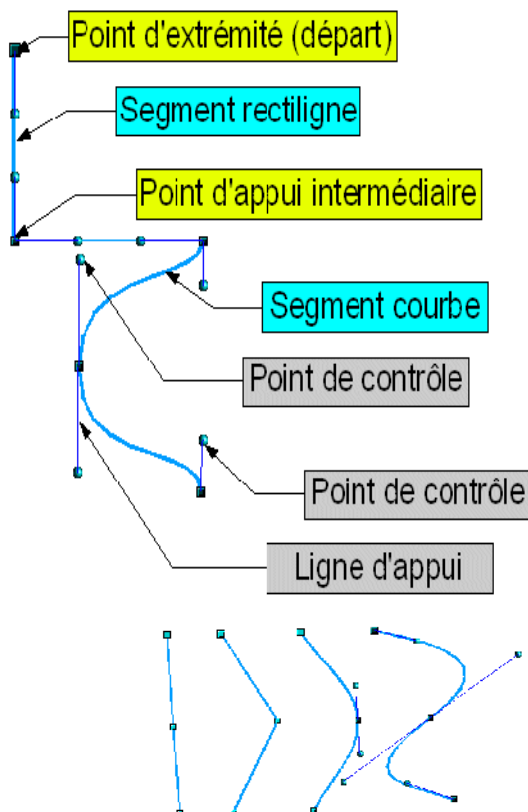 Point d'extrémité (départ)
Segment rectiligne
Point d'appui intermédiaire
Segment courbe
Point de contrôle
Point de contrôle
Ligne d'appui